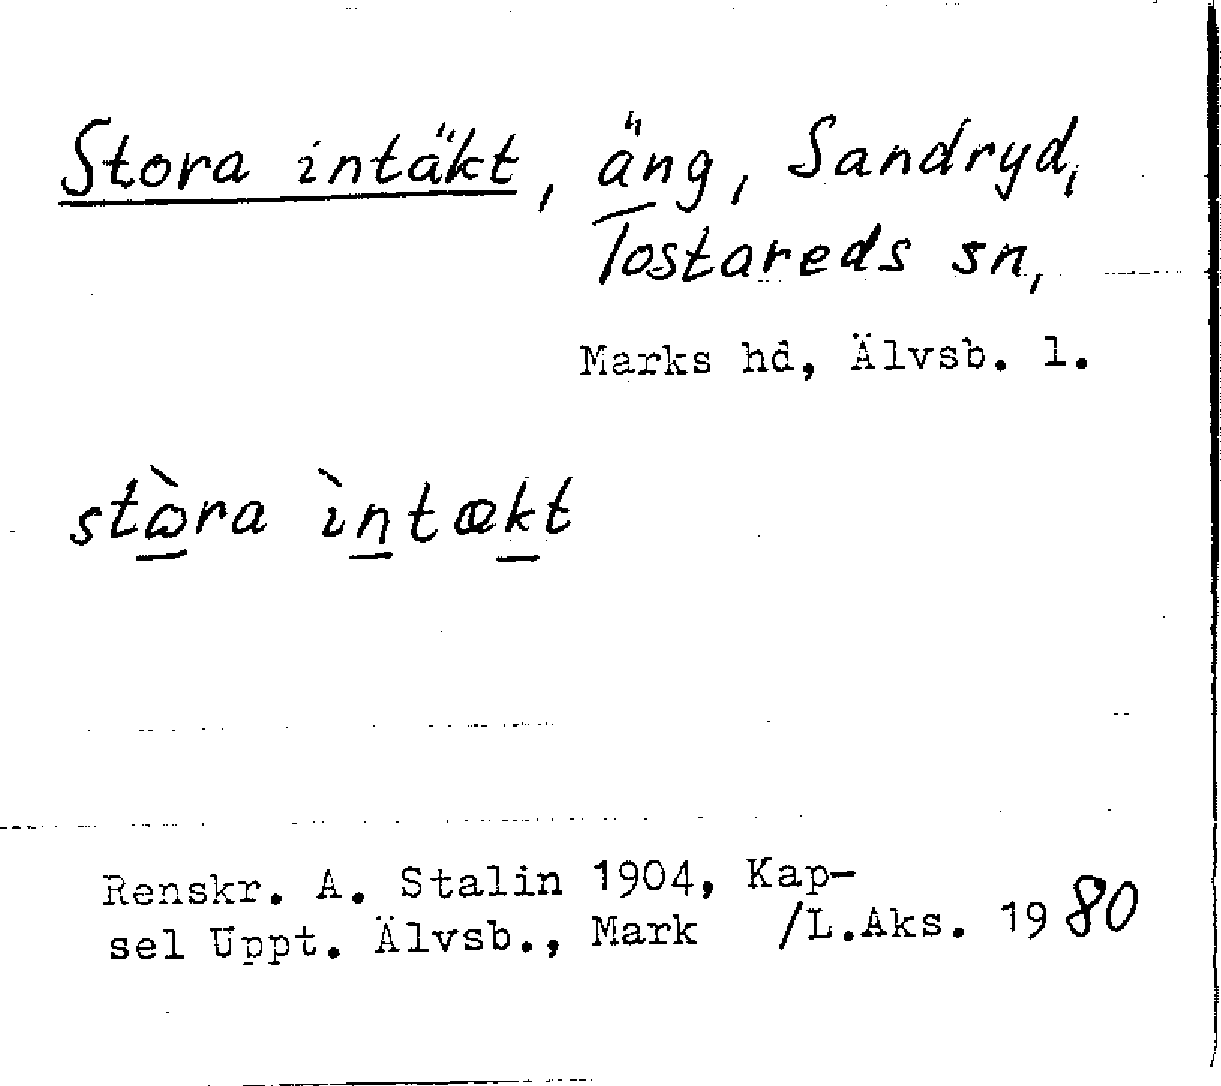 Stora intäkt, äng, Sandryd,
Tostareds sn,
Marks hd, Älvsb. l.
stὼra ìntækt
Renskr. A. Stalin 1904, Kap-
sel Uppt. Älvsb., Mark /L.Aks. 1980